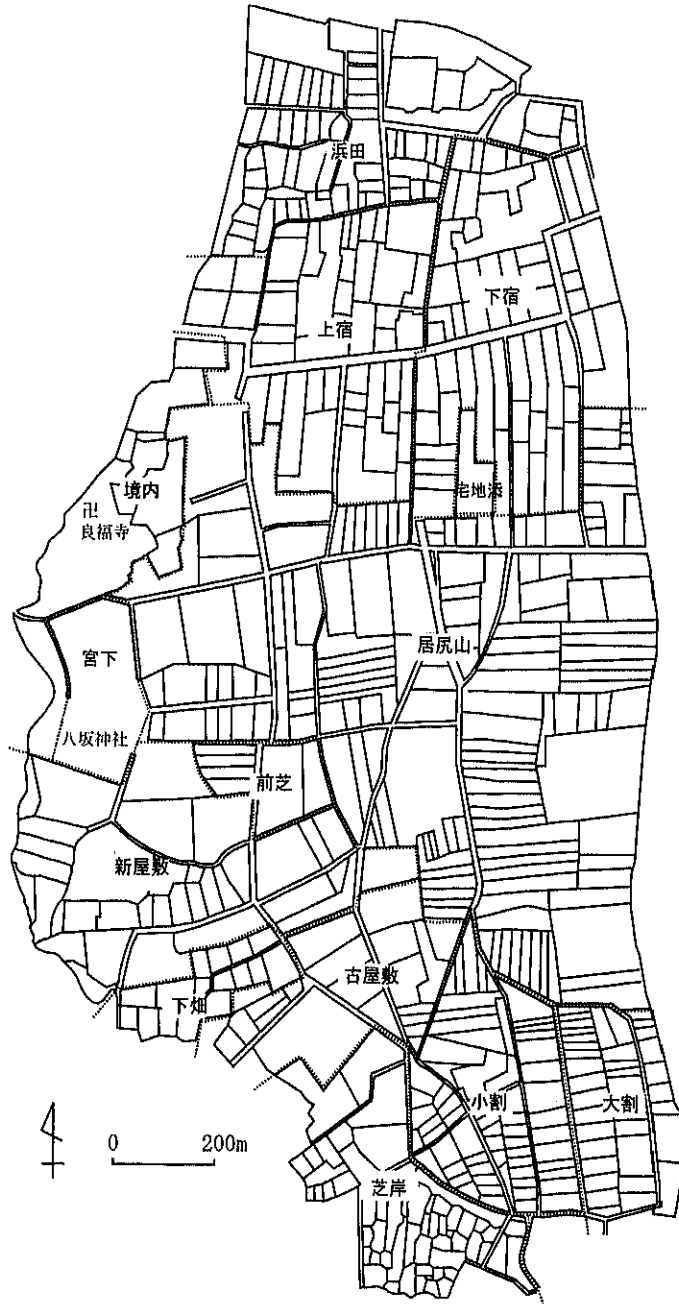 浜田
下宿
上宿
宅地添
境内
卍
良福寺
居尻山
宮下
八坂神社
前芝
新屋敷
古屋敷
下畑
小割
大割
0 200m
芝岸